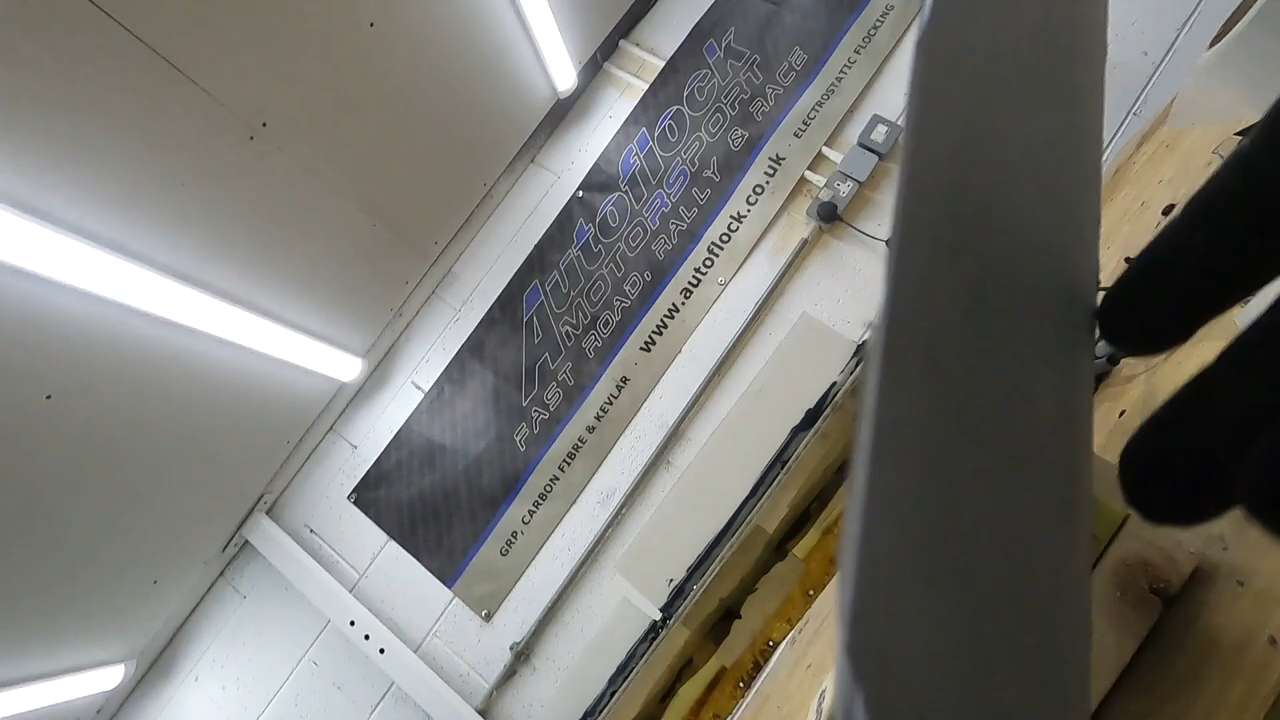 Autoflock
MOTORSPORT
FAST ROAD, RALLY & RACE
GRP, CARBON FIBRE & KEVLAR · www.autoflock.co.uk · ELECTROSTATIC FLOCKING